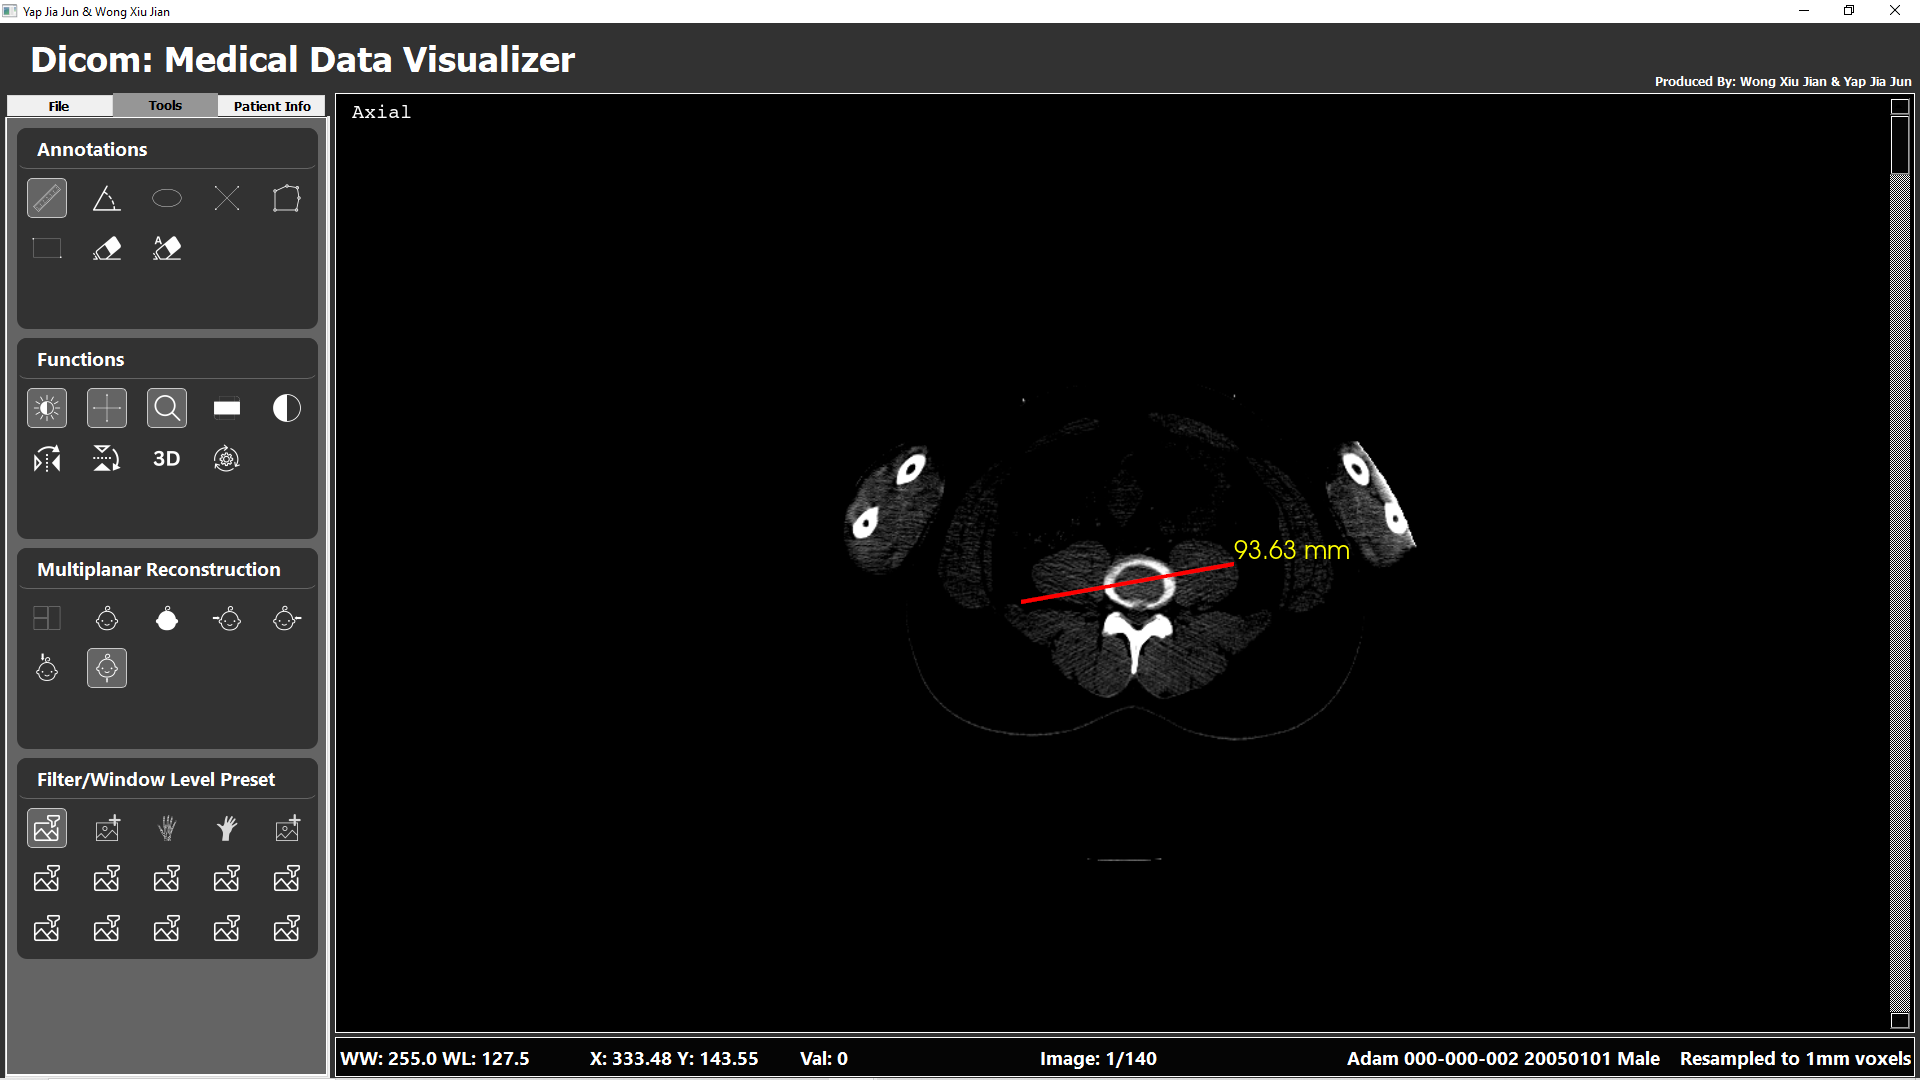 Yap Jia Jun & Wong Xiu Jian
Dicom: Medical Data Visualizer
Produced By: Wong Xiu Jian & Yap Jia Jun
File Tools Patient Info
Axial
Annotations
A
Functions
3D
Multiplanar Reconstruction
Filter/Window Level Preset
93.63 mm
WW: 255.0 WL: 127.5 X: 333.48 Y: 143.55 Val: 0 Image: 1/140 Adam 000-000-002 20050101 Male Resampled to 1mm voxels